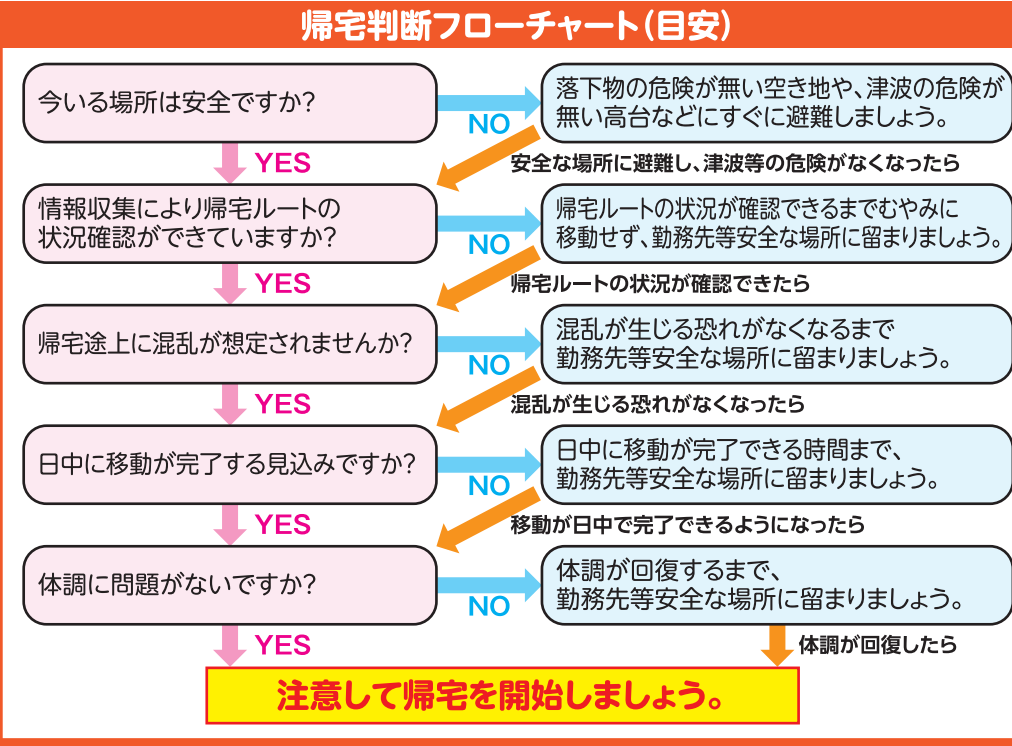 帰宅判断フローチャート(目安)
今いる場所は安全ですか?
NO
落下物の危険が無い空き地や、津波の危険が
無い高台などにすぐに避難しましょう。
YES
安全な場所に避難し、津波等の危険がなくなったら
情報収集により帰宅ルートの
状況確認ができていますか?
NO
帰宅ルートの状況が確認できるまでむやみに
移動せず、勤務先等安全な場所に留まりましょう。
YES
帰宅ルートの状況が確認できたら
帰宅途上に混乱が想定されませんか?
NO
混乱が生じる恐れがなくなるまで
勤務先等安全な場所に留まりましょう。
YES
混乱が生じる恐れがなくなったら
日中に移動が完了する見込みですか?
NO
日中に移動が完了できる時間まで、
勤務先等安全な場所に留まりましょう。
YES
移動が日中で完了できるようになったら
体調に問題がないですか?
NO
体調が回復するまで、
勤務先等安全な場所に留まりましょう。
YES
体調が回復したら
注意して帰宅を開始しましょう。